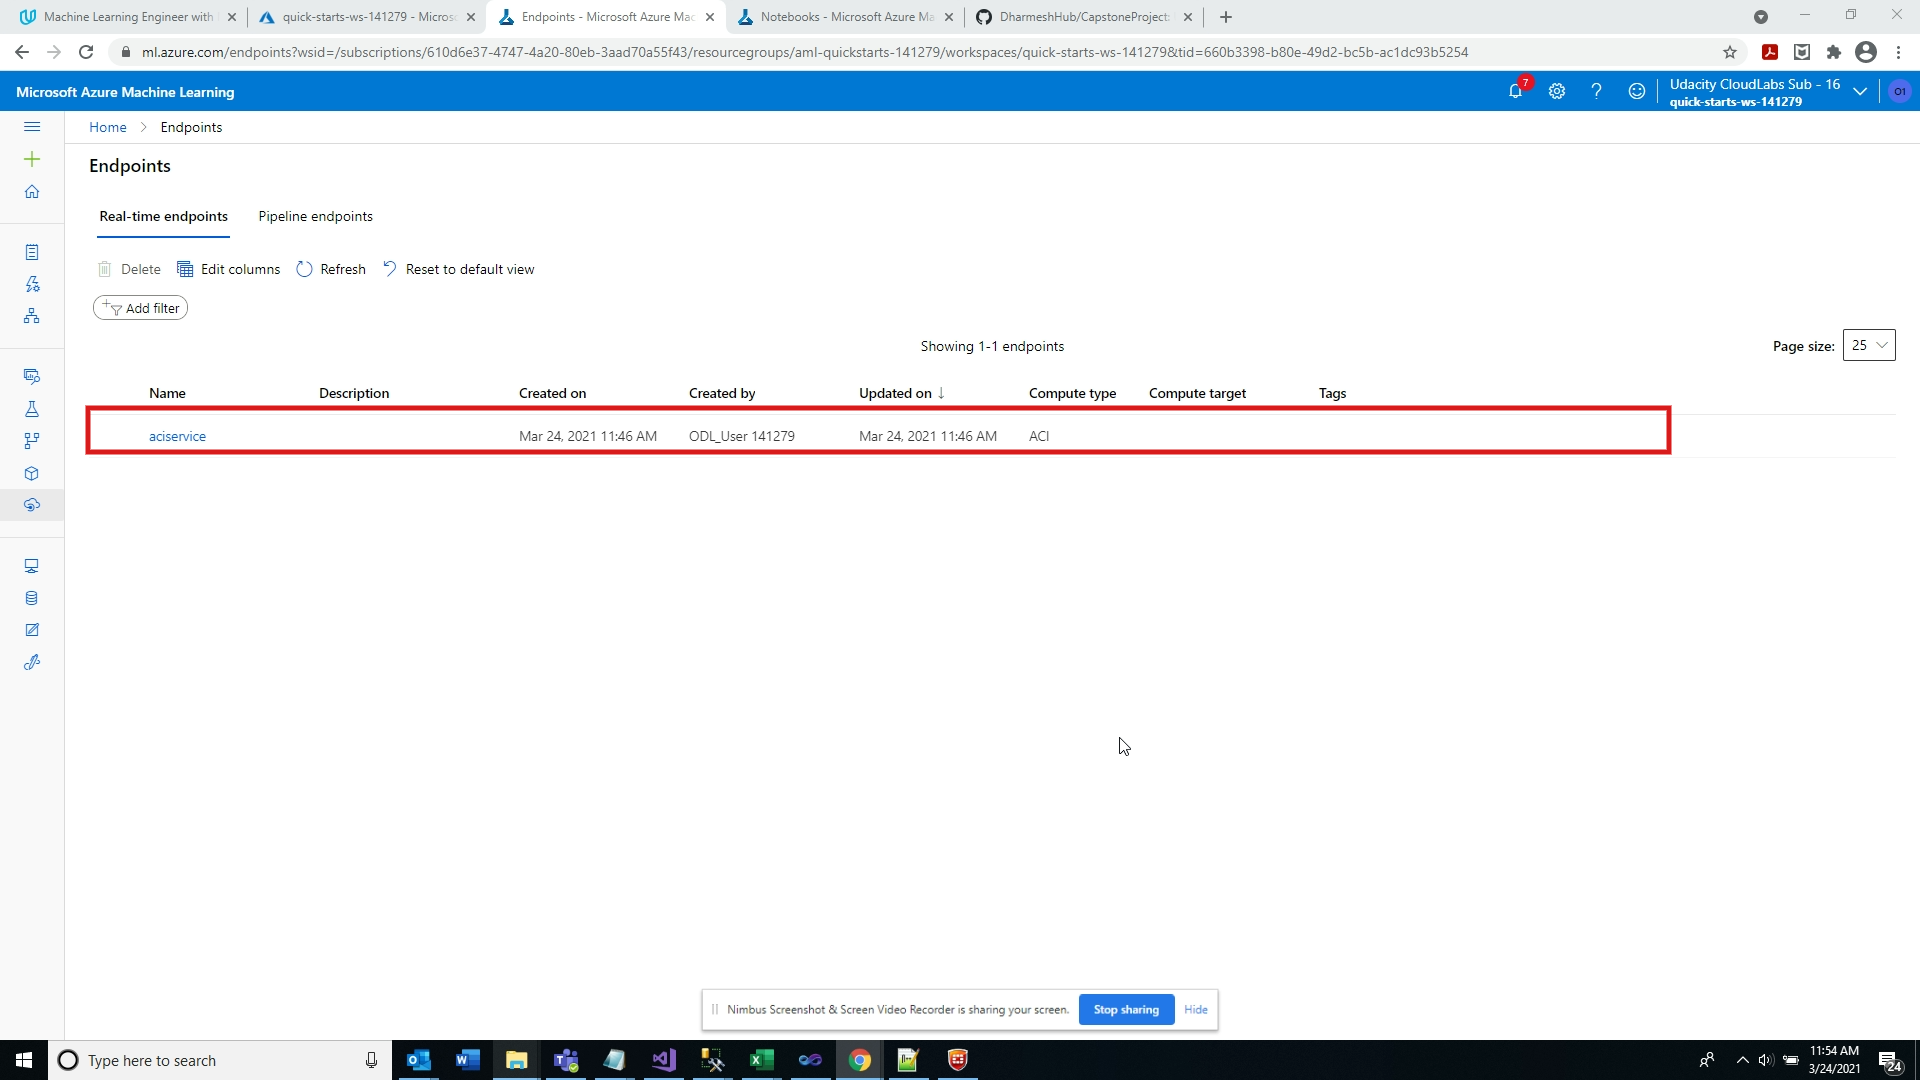 Machine Learning Engineer with
quick-starts-ws-141279 - Micros
Endpoints - Microsoft Azure Mac
Notebooks - Microsoft Azure Ma
DharmeshHub/CapstoneProject:
ml.azure.com/endpoints?wsid=/subscriptions/610d6e37-4747-4a20-80eb-3aad70a55f43/resourcegroups/aml-quickstarts-141279/workspaces/quick-starts-ws-141279&tid=660b3398-b80e-49d2-bc5b-ac1dc93b5254
Microsoft Azure Machine Learning
7
Udacity CloudLabs Sub - 16
quick-starts-ws-141279
O1
Home > Endpoints
Endpoints
Real-time endpoints Pipeline endpoints
Delete Edit columns Refresh Reset to default view
Add filter
Showing 1-1 endpoints
Page size: 25
Name Description Created on Created by Updated on ↓ Compute type Compute target Tags
aciservice Mar 24, 2021 11:46 AM ODL_User 141279 Mar 24, 2021 11:46 AM ACI
Nimbus Screenshot & Screen Video Recorder is sharing your screen. Stop sharing Hide
Type here to search
11:54 AM
3/24/2021
24